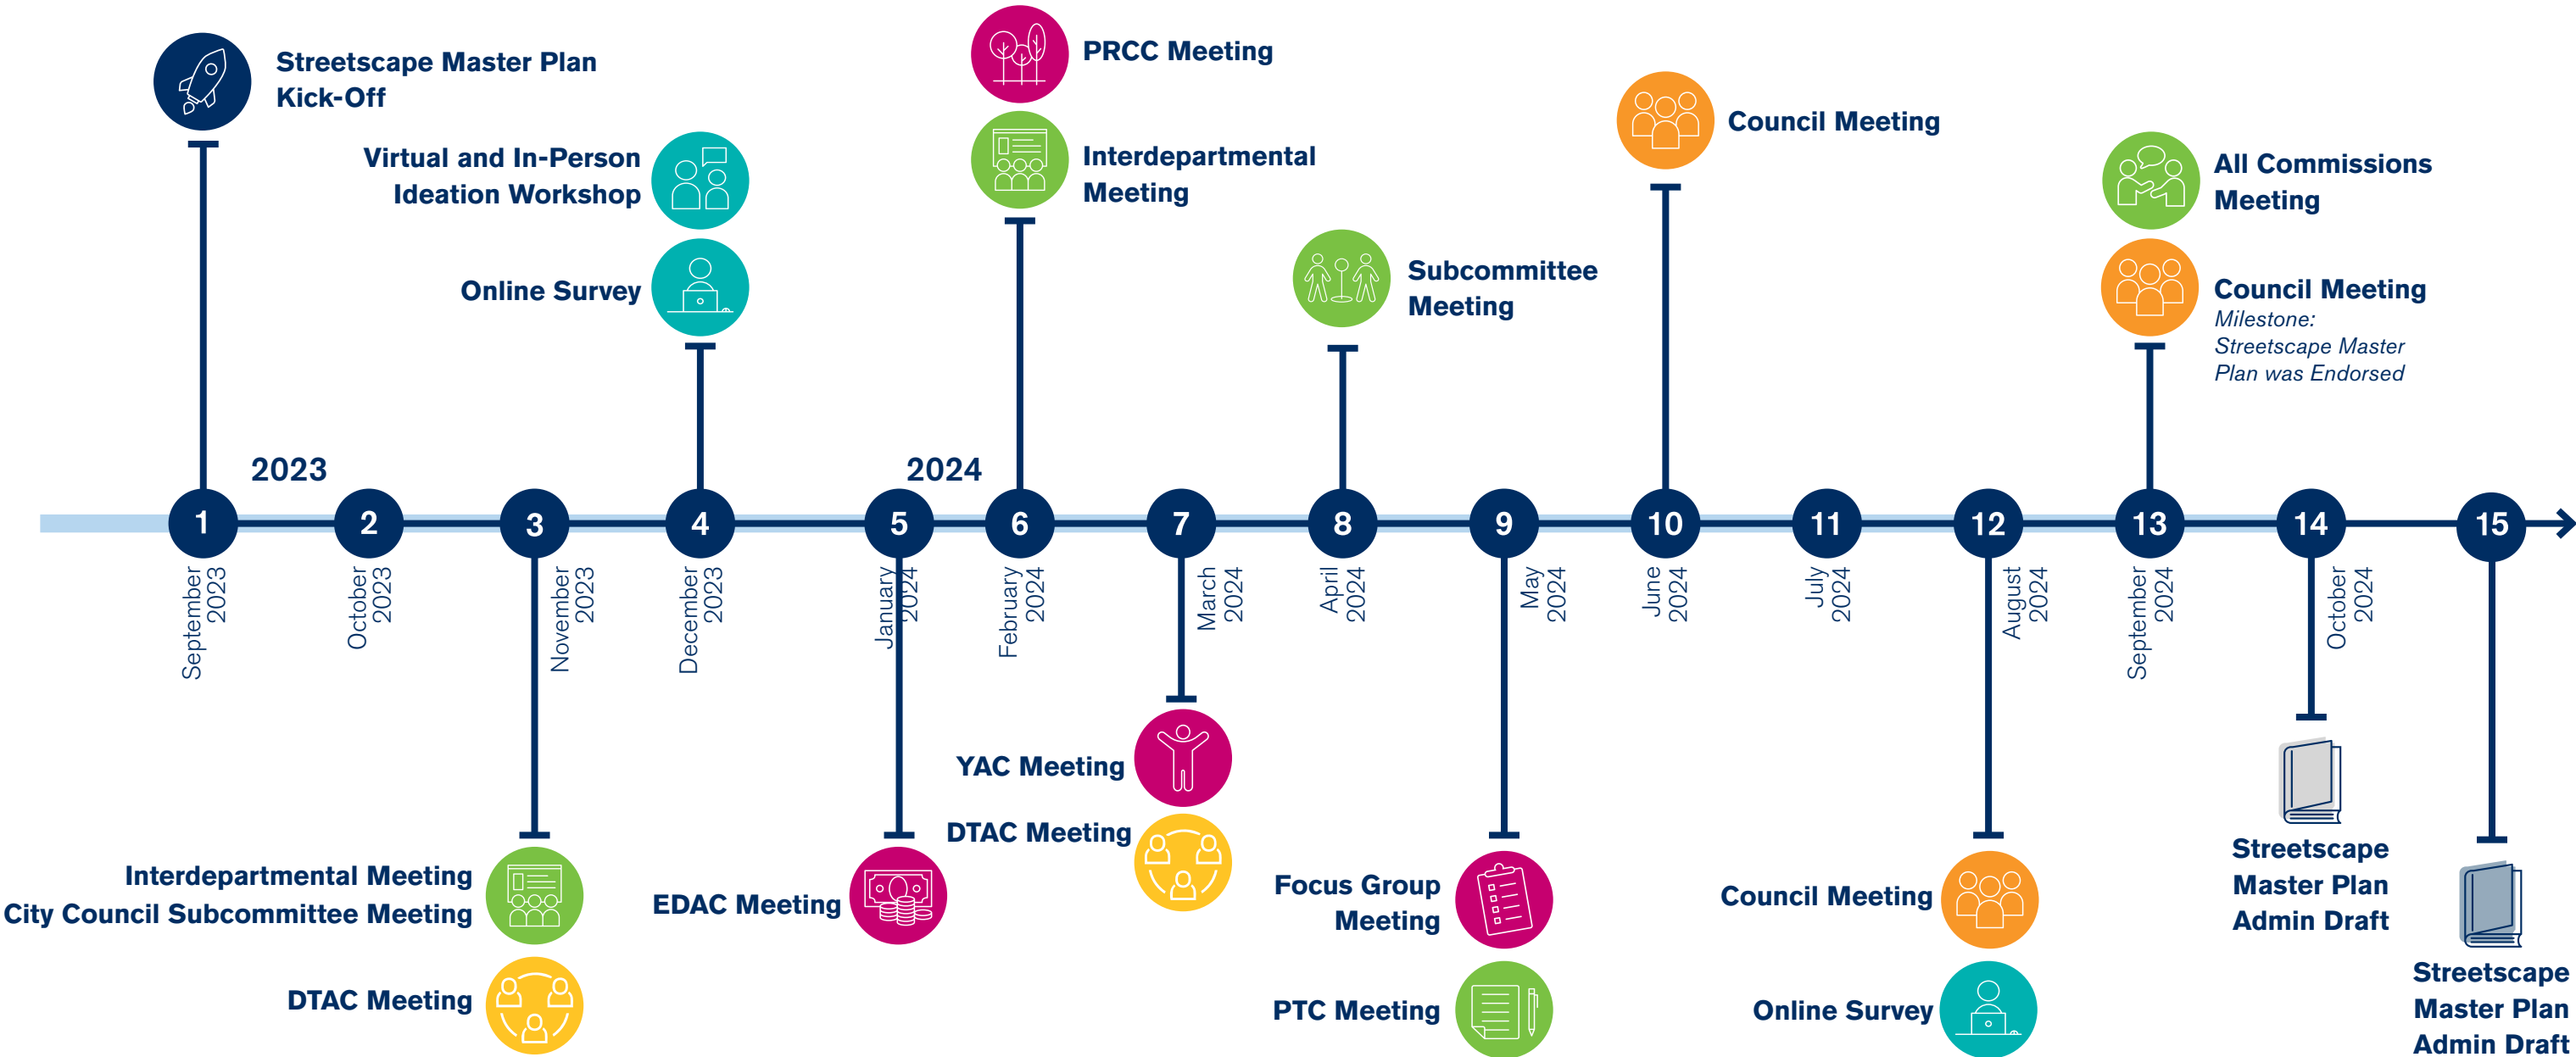 Streetscape Master Plan
Kick-Off
Virtual and In-Person
Ideation Workshop
Online Survey
PRCC Meeting
Interdepartmental
Meeting
Subcommittee
Meeting
Council Meeting
All Commissions
Meeting
Council Meeting
Milestone:
Streetscape Master
Plan was Endorsed
2023
2024
1
2
3
4
5
6
7
8
9
10
11
12
13
14
15
September
2023
October
2023
November
2023
December
2023
January
2024
February
2024
March
2024
April
2024
May
2024
June
2024
July
2024
August
2024
September
2024
October
2024
Interdepartmental Meeting
City Council Subcommittee Meeting
DTAC Meeting
EDAC Meeting
YAC Meeting
DTAC Meeting
Focus Group
Meeting
PTC Meeting
Council Meeting
Online Survey
Streetscape
Master Plan
Admin Draft
Streetscape
Master Plan
Admin Draft